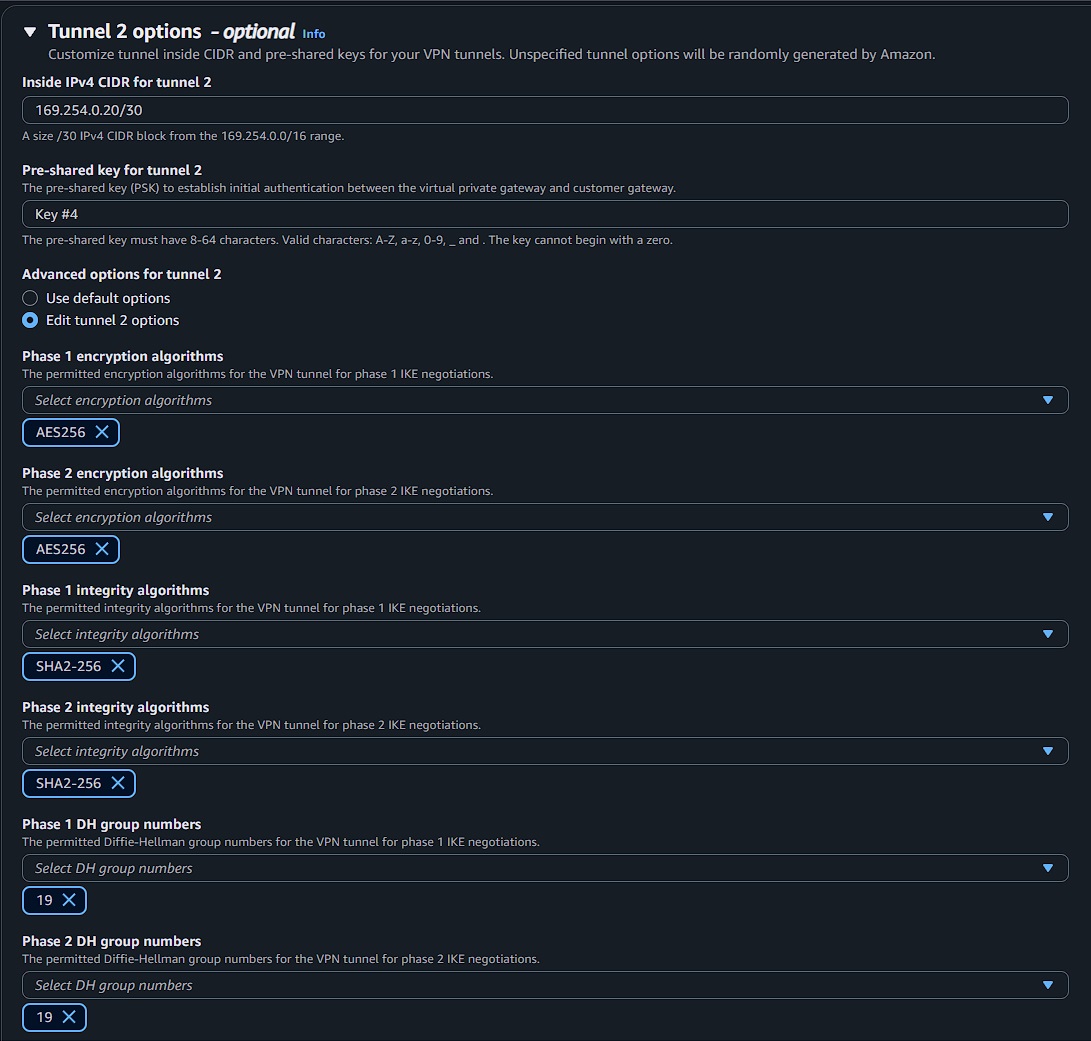 Tunnel 2 options - optional Info
Customize tunnel inside CIDR and pre-shared keys for your VPN tunnels. Unspecified tunnel options will be randomly generated by Amazon.
Inside IPv4 CIDR for tunnel 2
169.254.0.20/30
A size /30 IPv4 CIDR block from the 169.254.0.0/16 range.
Pre-shared key for tunnel 2
The pre-shared key (PSK) to establish initial authentication between the virtual private gateway and customer gateway.
Key #4
The pre-shared key must have 8-64 characters. Valid characters: A-Z, a-z, 0-9, _ and . The key cannot begin with a zero.
Advanced options for tunnel 2
Use default options
Edit tunnel 2 options
Phase 1 encryption algorithms
The permitted encryption algorithms for the VPN tunnel for phase 1 IKE negotiations.
Select encryption algorithms
AES256
Phase 2 encryption algorithms
The permitted encryption algorithms for the VPN tunnel for phase 2 IKE negotiations.
Select encryption algorithms
AES256
Phase 1 integrity algorithms
The permitted integrity algorithms for the VPN tunnel for phase 1 IKE negotiations.
Select integrity algorithms
SHA2-256
Phase 2 integrity algorithms
The permitted integrity algorithms for the VPN tunnel for phase 2 IKE negotiations.
Select integrity algorithms
SHA2-256
Phase 1 DH group numbers
The permitted Diffie-Hellman group numbers for the VPN tunnel for phase 1 IKE negotiations.
Select DH group numbers
19
Phase 2 DH group numbers
The permitted Diffie-Hellman group numbers for the VPN tunnel for phase 2 IKE negotiations.
Select DH group numbers
19